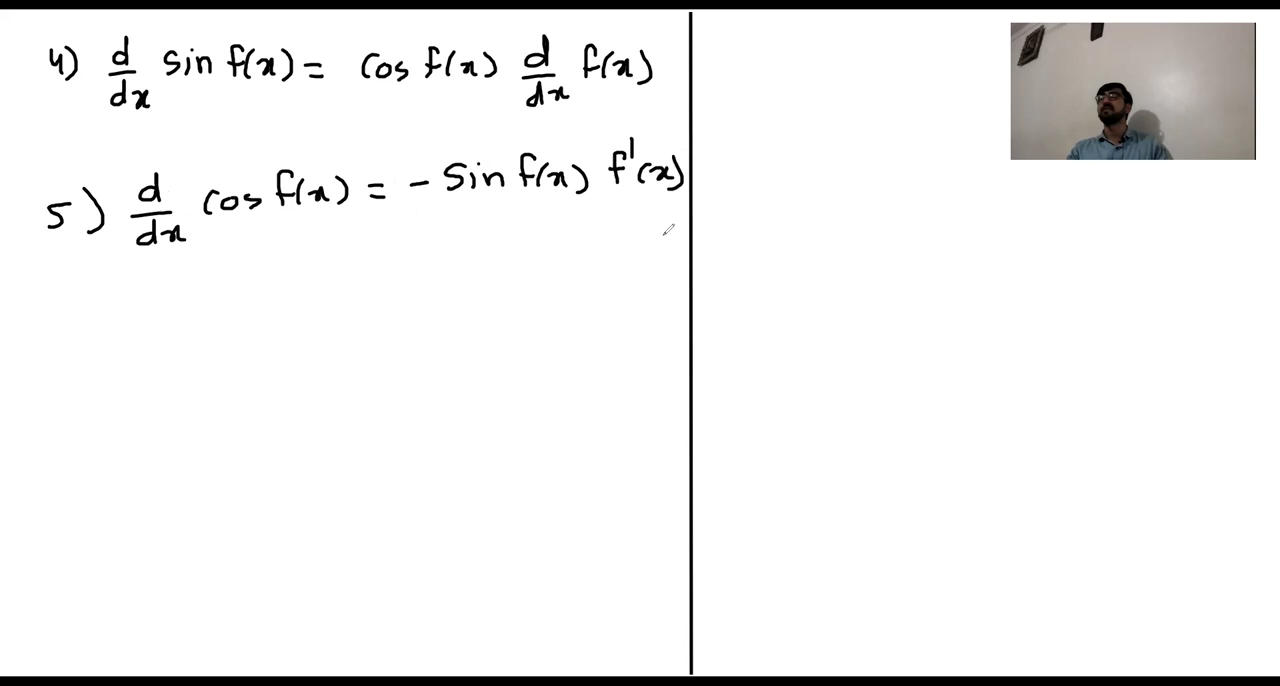 4) d/dx sin f(x) = cos f(x) d/dx f(x)
5) d/dx cos f(x) = - sin f(x) f'(x)